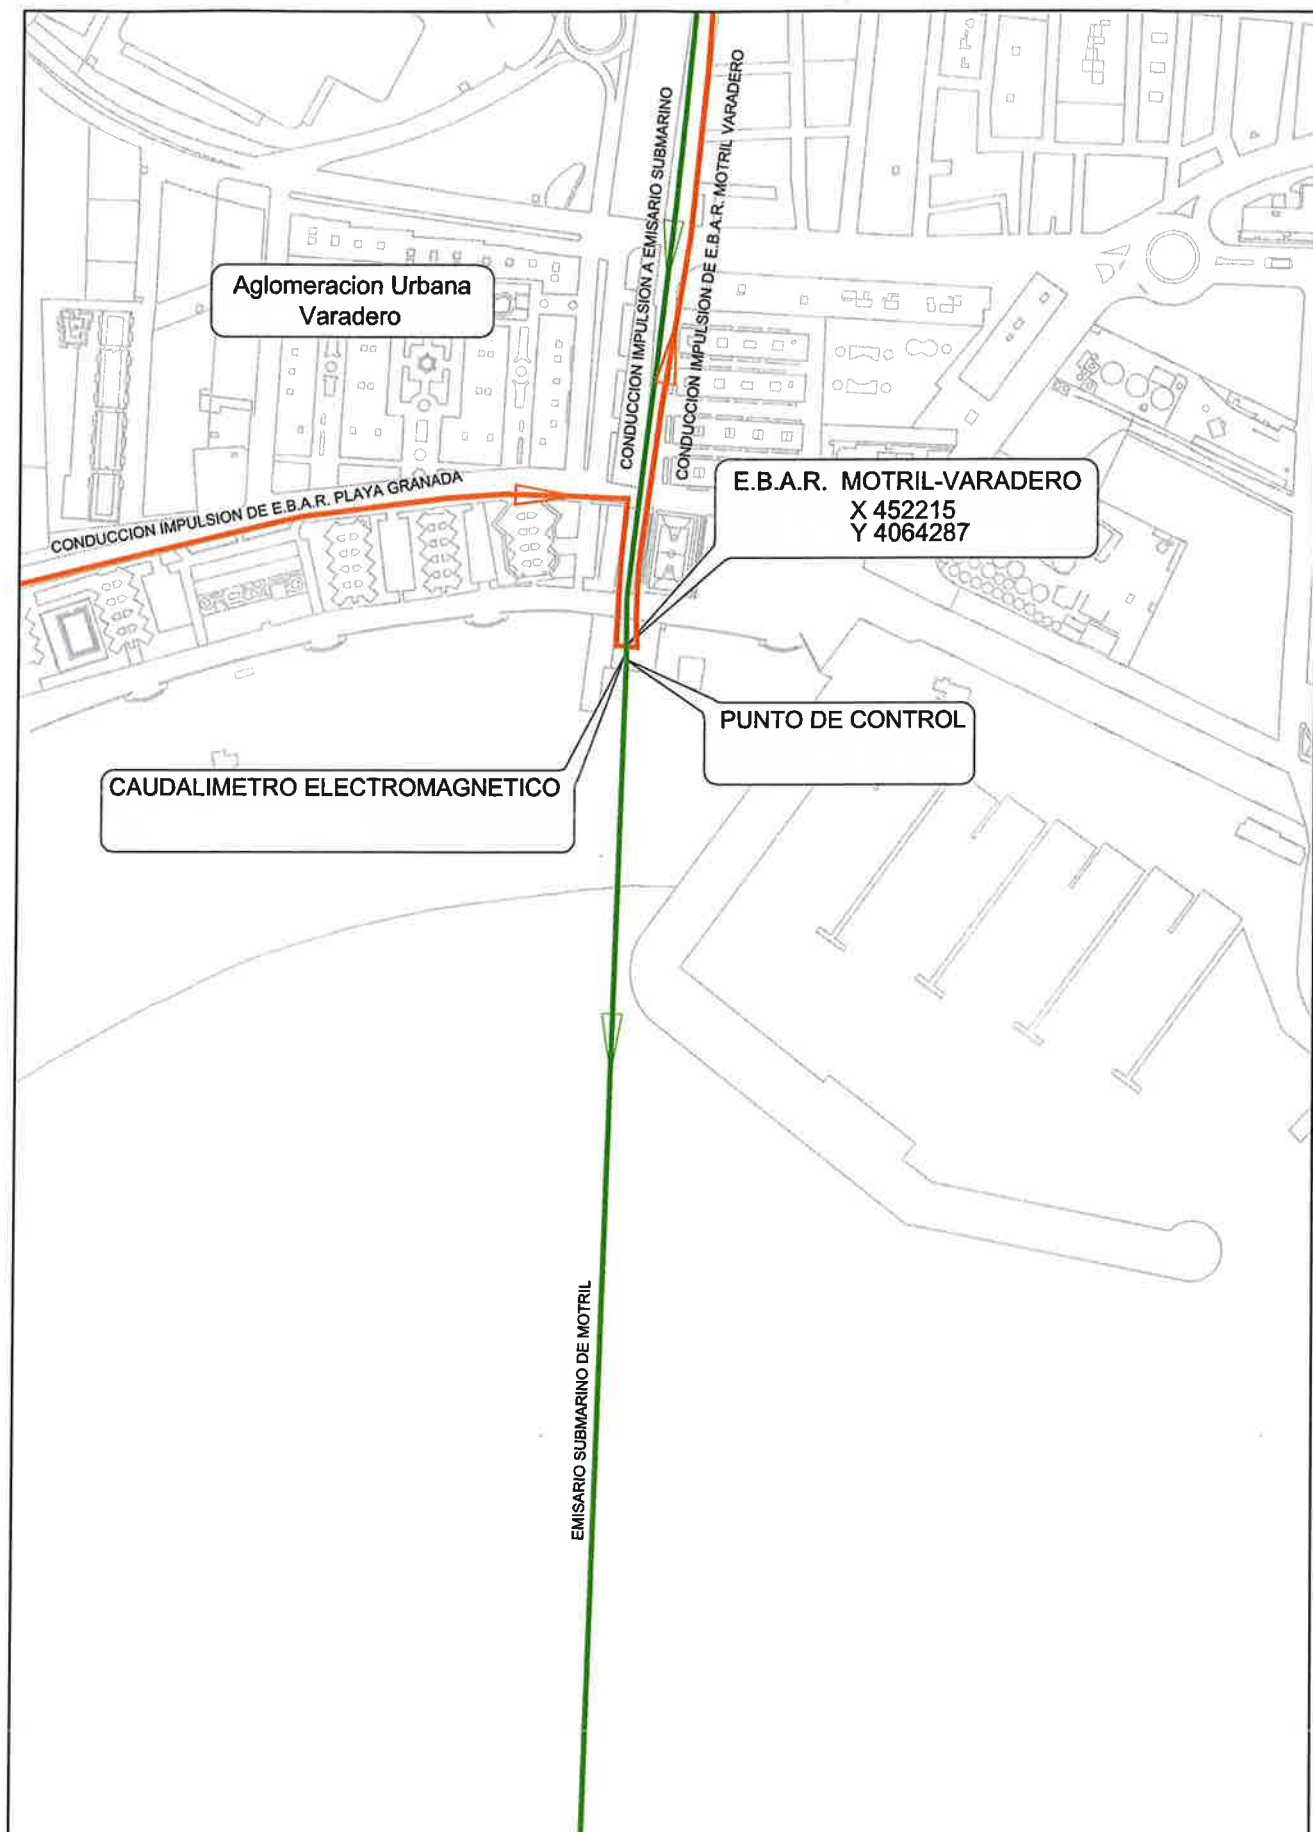 CONDUCCION IMPULSION A EMISARIO SUBMARINO
CONDUCCION IMPULSION DE E.B.A.R. MOTRIL VARADERO
Aglomeracion Urbana
Varadero
CONDUCCION IMPULSION DE E.B.A.R. PLAYA GRANADA
E.B.A.R. MOTRIL-VARADERO
X 452215
Y 4064287
PUNTO DE CONTROL
CAUDALIMETRO ELECTROMAGNETICO
EMISARIO SUBMARINO DE MOTRIL